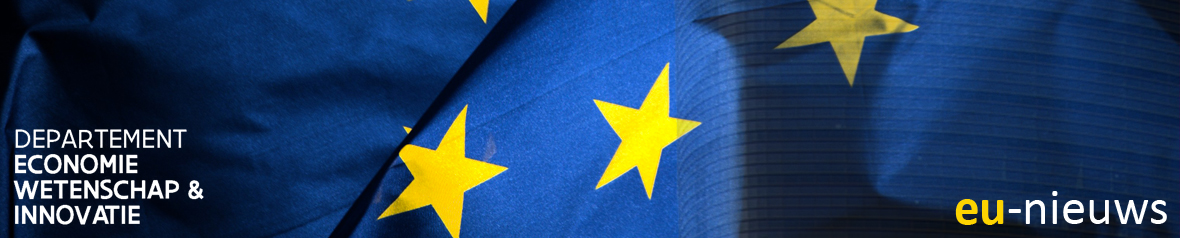 DEPARTEMENT
ECONOMIE
WETENSCHAP &
INNOVATIE
eu-nieuws